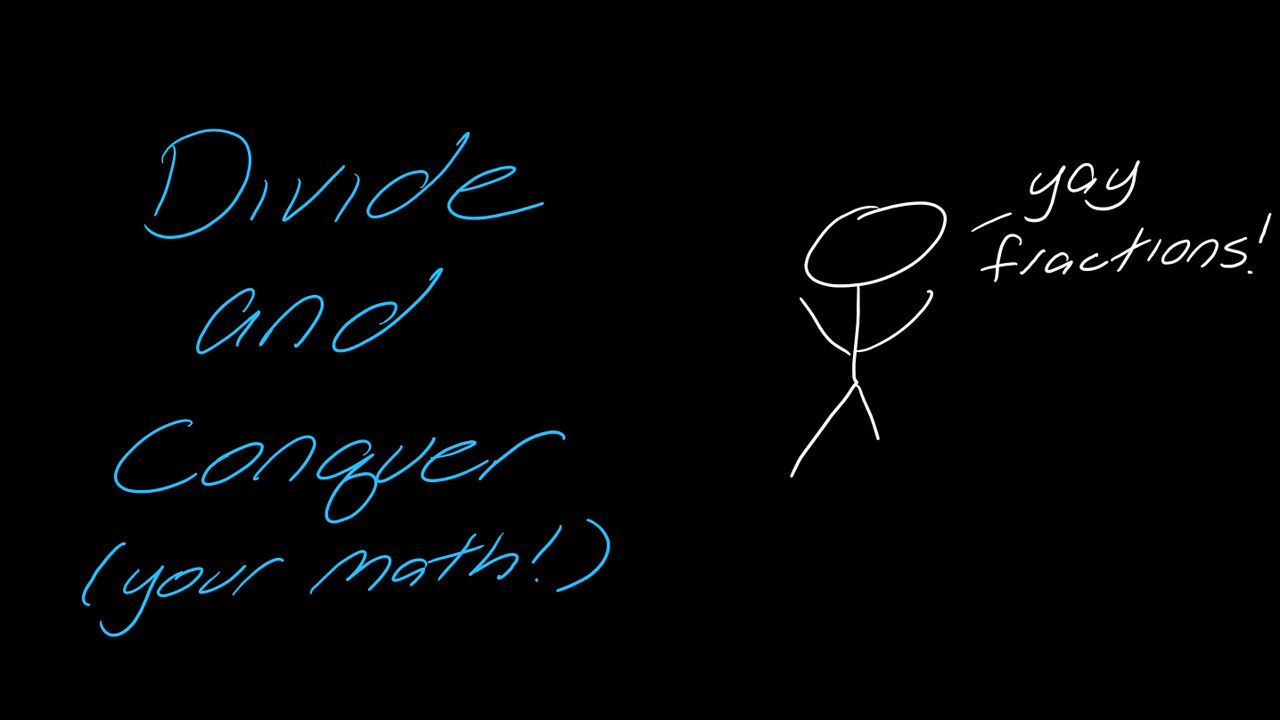 Divide
and
Conquer
(your math!)
yay
fractions!